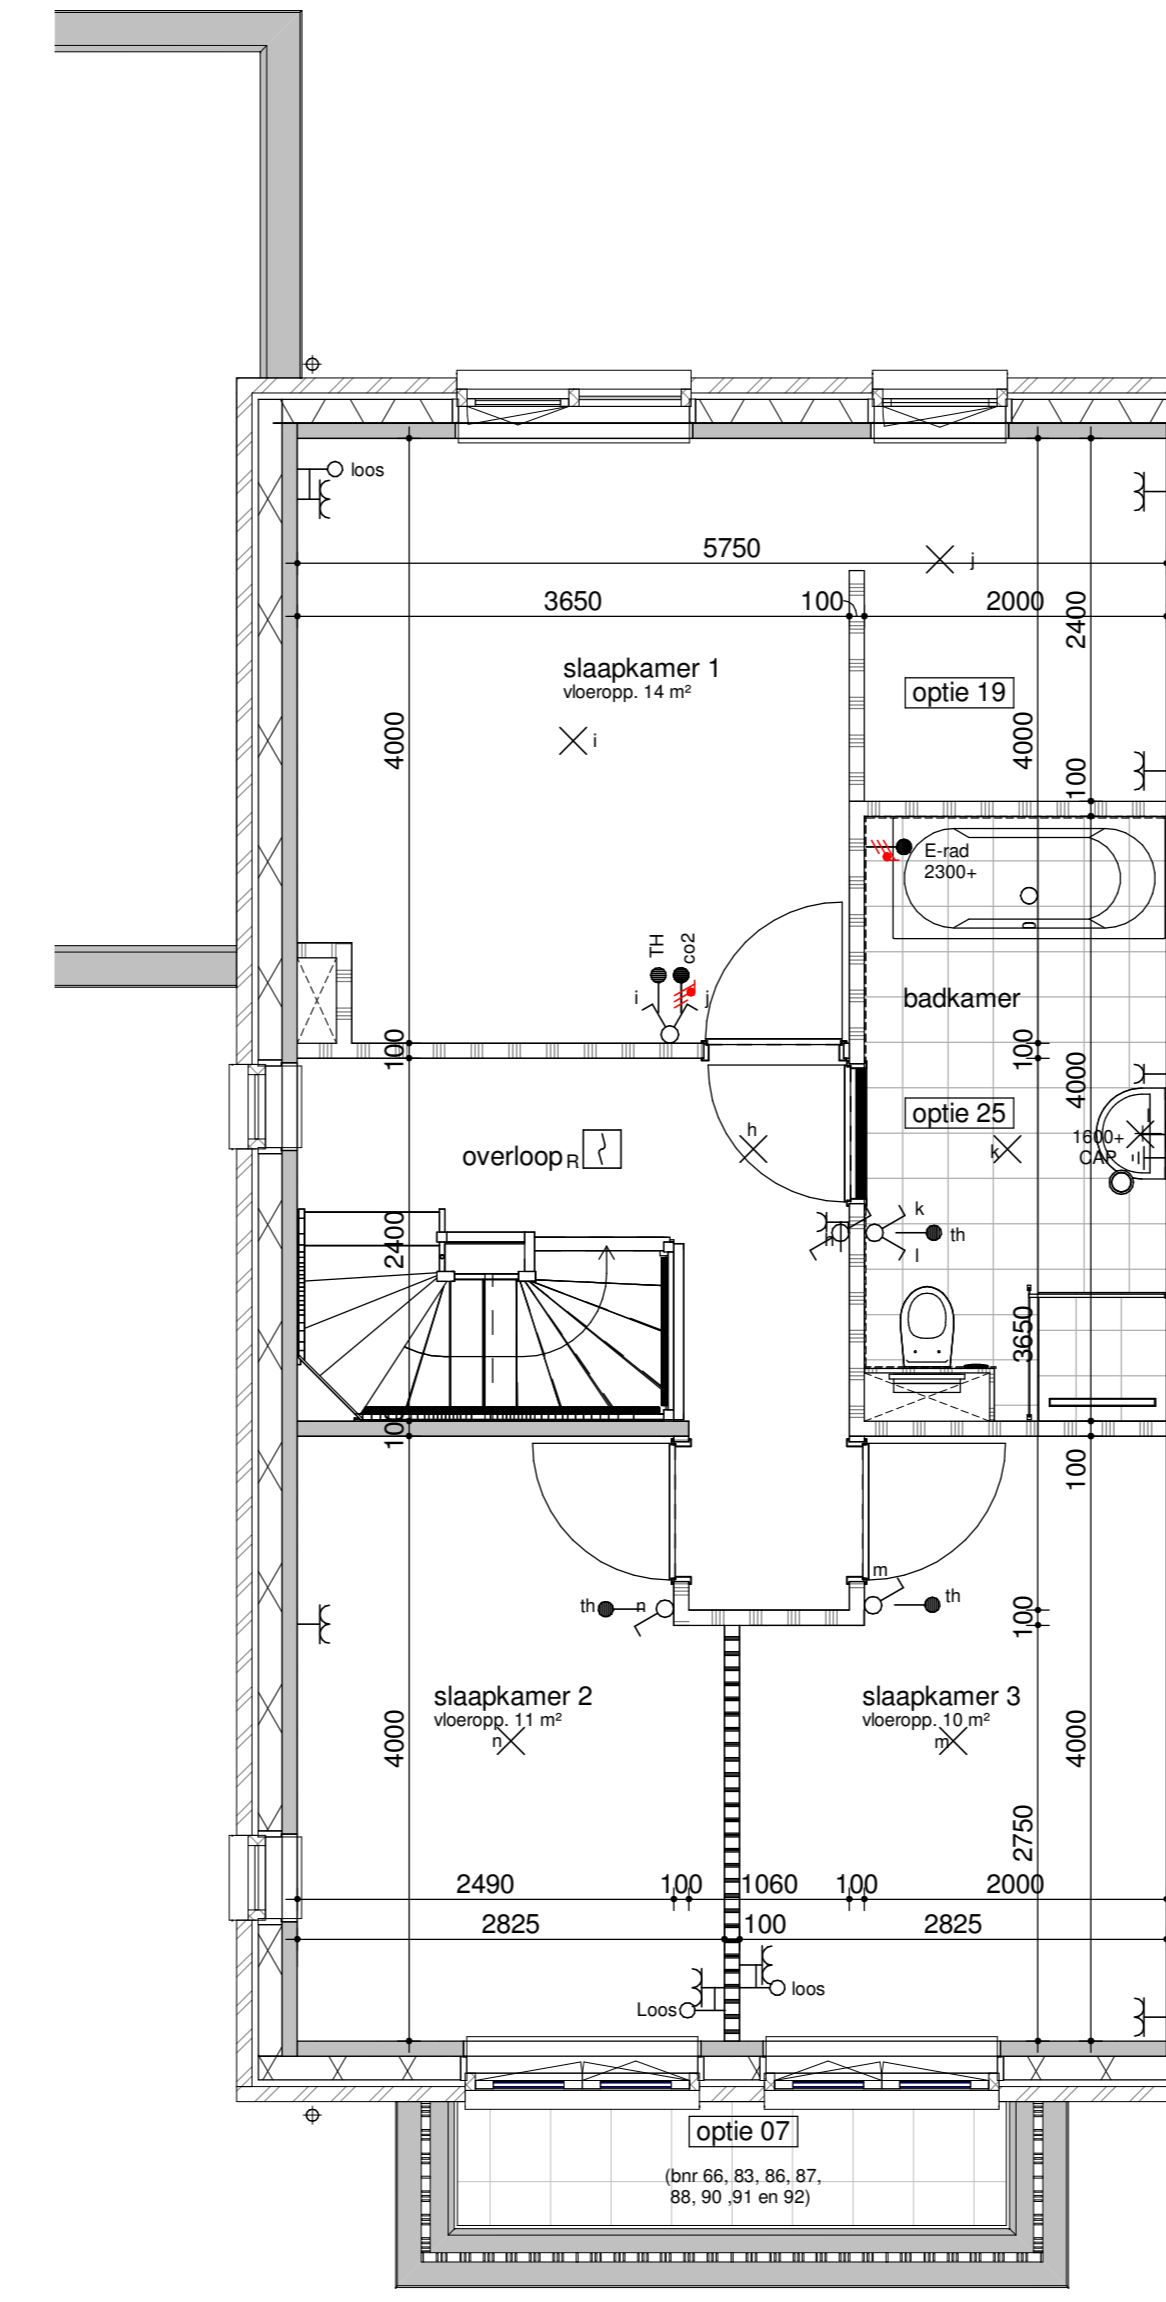 loos
5750
j
3650
100
2000
2400
slaapkamer 1
vloeropp. 14 m²
optie 19
i
4000
4000
100
E-rad
2300+
TH
co2
i
j
badkamer
100
100
4000
optie 25
h
1600+
k
CAP
overloop
R
k
th
l
2400
3650
100
100
m
th
n
th
100
slaapkamer 2
vloeropp. 11 m²
n
slaapkamer 3
vloeropp. 10 m²
m
4000
4000
2750
2490
100
1060
100
2000
2825
100
2825
loos
Loos
optie 07
(bnr 66, 83, 86, 87,
88, 90 ,91 en 92)